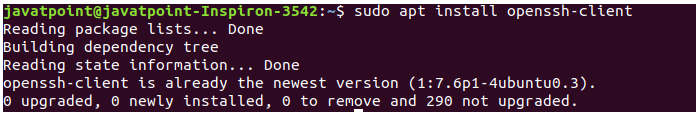 javatpoint@javatpoint-Inspiron-3542:~$ sudo apt install openssh-client
Reading package lists... Done
Building dependency tree
Reading state information... Done
openssh-client is already the newest version (1:7.6p1-4ubuntu0.3).
0 upgraded, 0 newly installed, 0 to remove and 290 not upgraded.